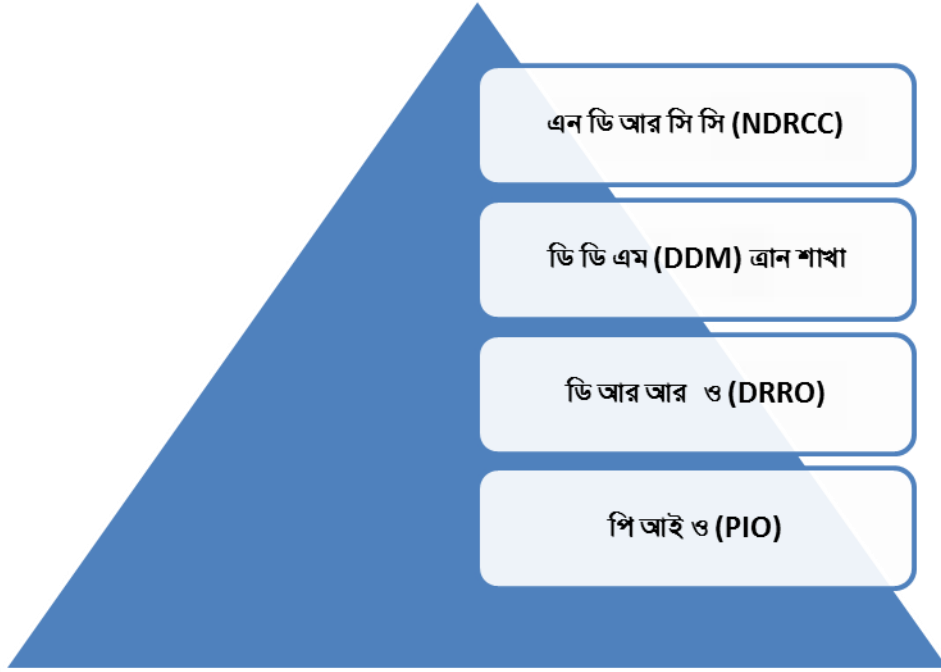 এন ডি আর সি সি (NDRCC)
ডি ডি এম (DDM) ত্রান শাখা
ডি আর আর ও (DRRO)
পি আই ও (PIO)